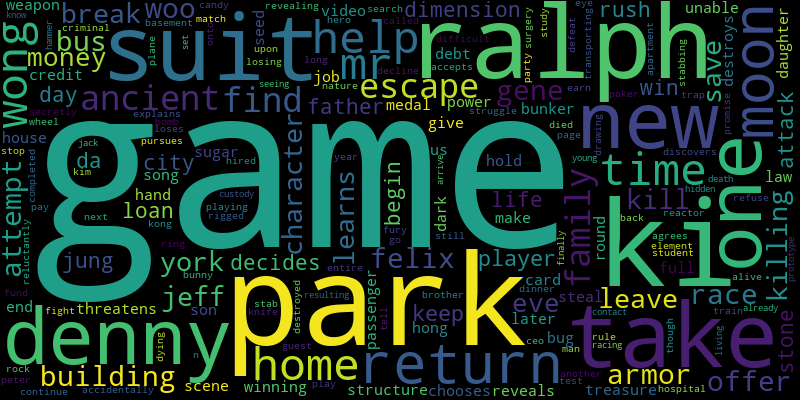 weapon
criminal
basement
candy
match
called
revealing
video
search
dimension
rush
unable
eye
study
know
break
woo
seed
hero
difficult
party
surgery
cuts
defeat
wong
money
bus
plane
set
suit
help
mr
upon
losing
onto
ralph
debt
accepts
transporting
earn
apartment
stabbing
save
destroys
daughter
moon
hammer
credit
job
long
seeing
nature
decline
escape
power
gene
poker
win
trap
promise
day
ancient
find
father
medal
bunker
struggle
new
attack
secretly
explains
give
died
page
drawing
house
wheel
loses
bomb
game
character
city
sugar
hired
pursues
stop
jack
kim
da
song
year
hold
us
young
discovers
law
death
hidden
time
kione
attempt
completed
pay
loan
hand
playing
rigged
learns
kong
custody
begin
dark
arrive
life
make
kill
refuse
killing
reactor
back
round
family
reluctantly
next
jung
york
decides
ring
fury
go
still
felix
player
finally
agrees
element
student
full
alive
prototype
end
fund
fight
threatens
jeff
son
bunny
entire
park
card
dinner
eve
later
steal
leave
race
stone
contact
train
already
denny
rock
peter
continue
dying
building
accidentally
n
scene
stab
knife
home
destroyed
resulting
guest
winning
play
brother
passenger
tell
return
keep
hong
ceo
structure
chooses
reveals
bug
man
another
test
rule
racing
take
though
living
armor
treasure
hospital
offer